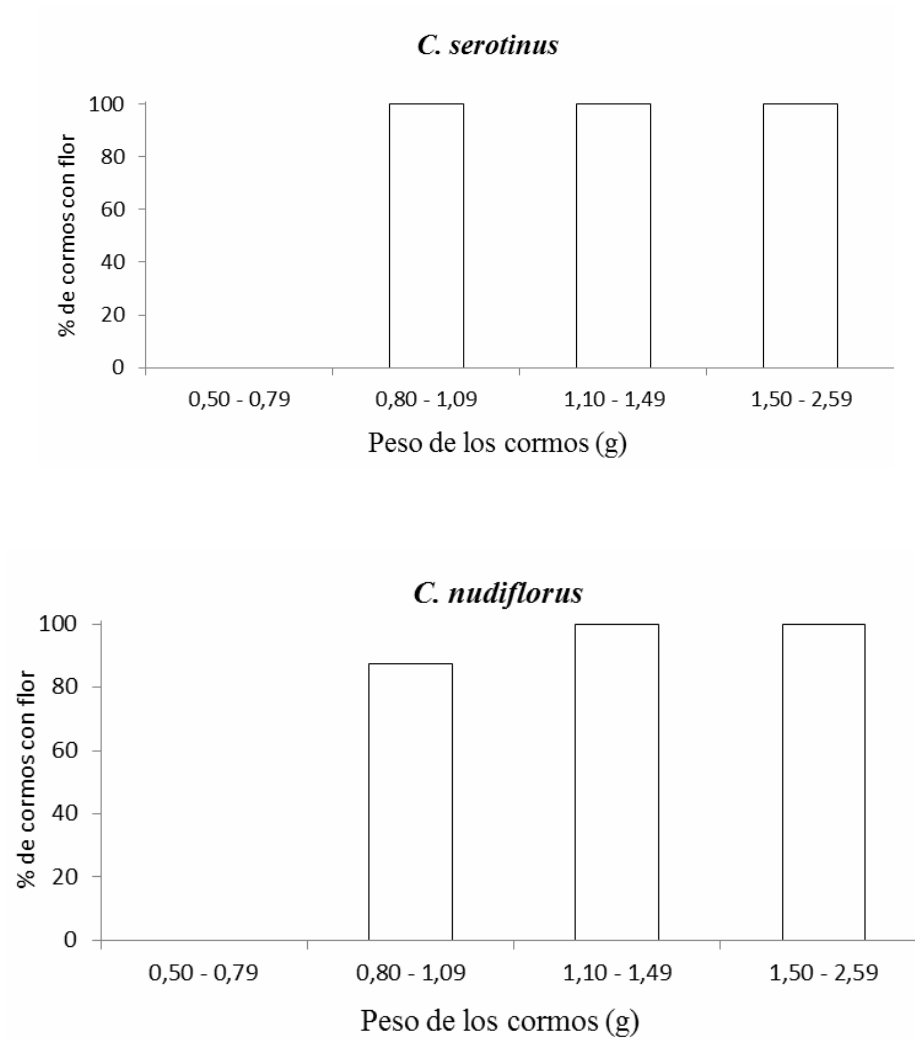 C. serotinus
% de cormos con flor
100
80
60
40
20
0
0,50 - 0,79 0,80 - 1,09 1,10 - 1,49 1,50 - 2,59
Peso de los cormos (g)
C. nudiflorus
% de cormos con flor
100
80
60
40
20
0
0,50 - 0,79 0,80 - 1,09 1,10 - 1,49 1,50 - 2,59
Peso de los cormos (g)